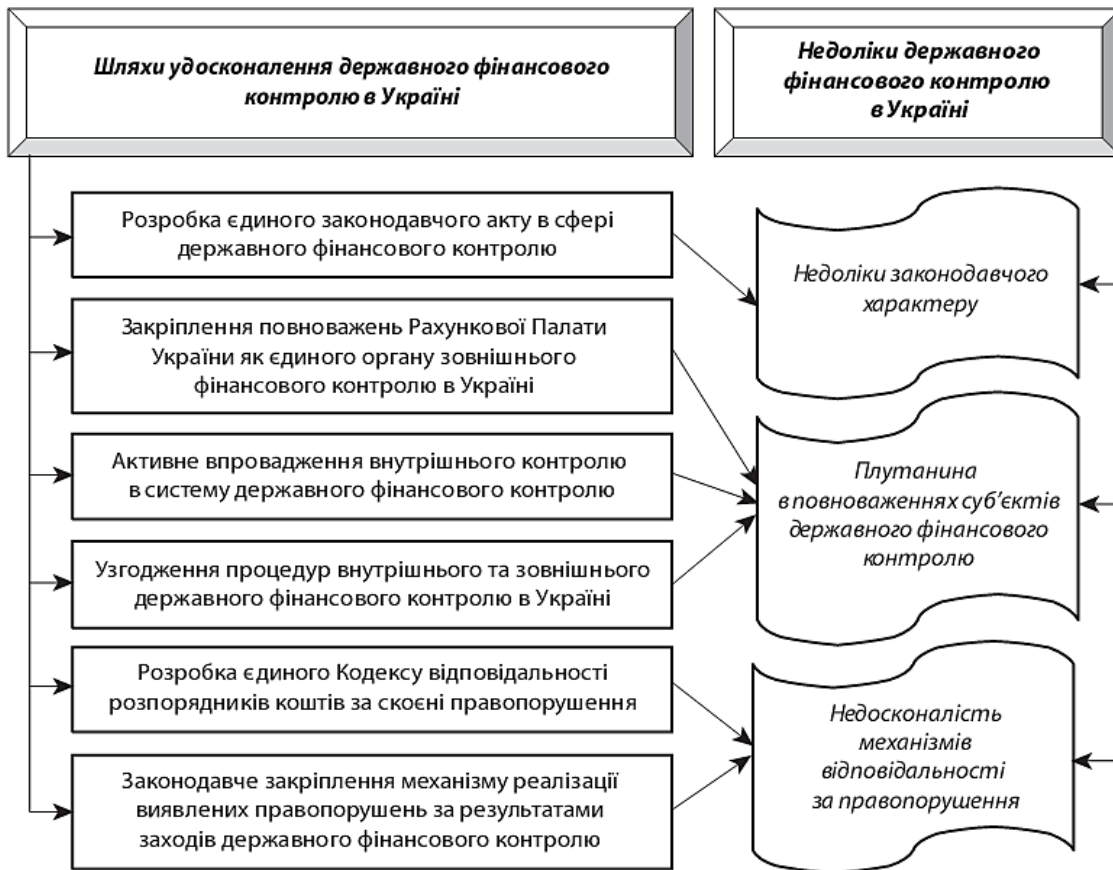 Шляхи удосконалення державного фінансового
контролю в Україні
Недоліки державного
фінансового контролю
в Україні
Розробка єдиного законодавчого акту в сфері
державного фінансового контролю
Закріплення повноважень Рахункової Палати
України як єдиного органу зовнішнього
фінансового контролю в Україні
Активне впровадження внутрішнього контролю
в систему державного фінансового контролю
Узгодження процедур внутрішнього та зовнішнього
державного фінансового контролю в Україні
Розробка єдиного Кодексу відповідальності
розпорядників коштів за скоєні правопорушення
Законодавче закріплення механізму реалізації
виявлених правопорушень за результатами
заходів державного фінансового контролю
Недоліки законодавчого
характеру
Плутанина
в повноваженнях суб’єктів
державного фінансового
контролю
Недосконалість
механізмів
відповідальності
за правопорушення